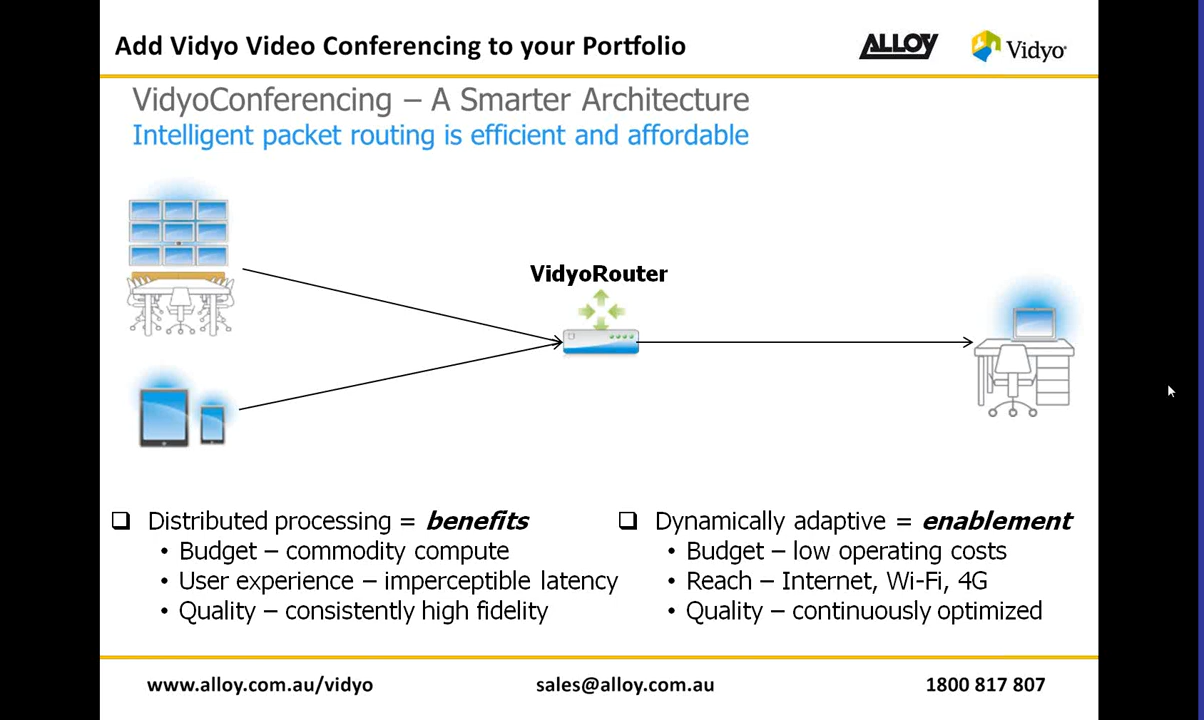 Add Vidyo Video Conferencing to your Portfolio
ALLOY
Vidyo
VidyoConferencing – A Smarter Architecture
Intelligent packet routing is efficient and affordable
VidyoRouter
Distributed processing = benefits
• Budget – commodity compute
• User experience – imperceptible latency
• Quality – consistently high fidelity
Dynamically adaptive = enablement
• Budget – low operating costs
• Reach – Internet, Wi-Fi, 4G
• Quality – continuously optimized
www.alloy.com.au/vidyo
sales@alloy.com.au
1800 817 807